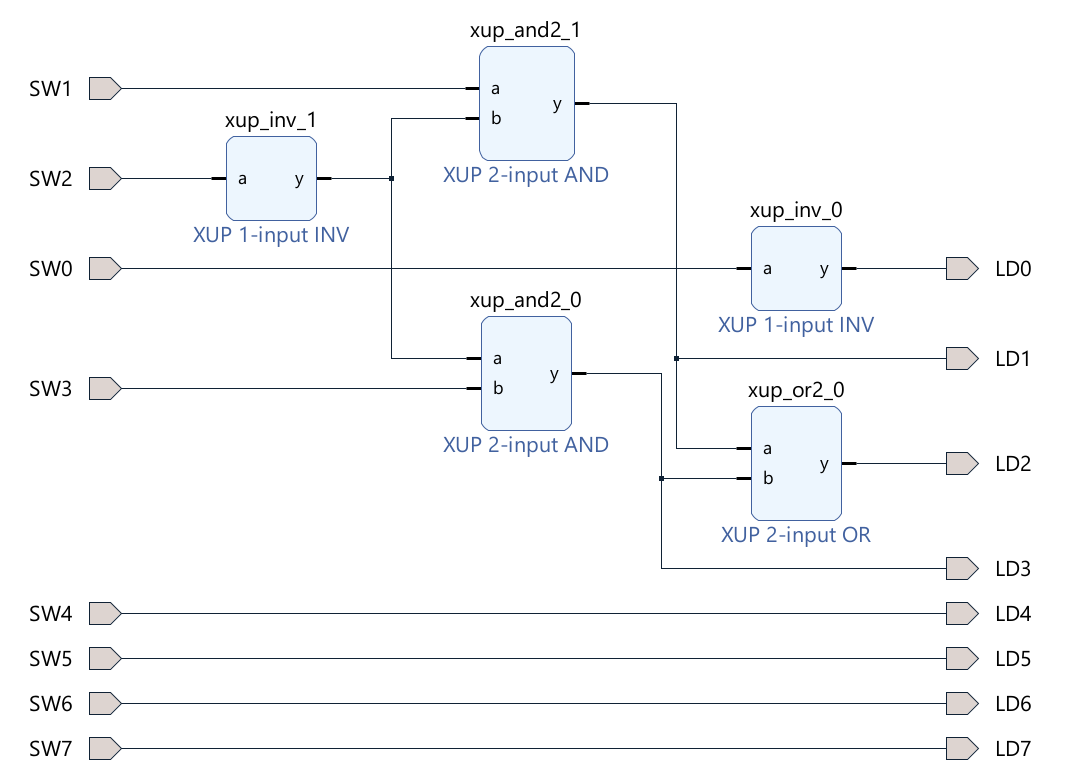 xup_and2_1
SW1
a
y
b
xup_inv_1
XUP 2-input AND
SW2
a y
XUP 1-input INV
xup_inv_0
SW0
a y
LD0
xup_and2_0
XUP 1-input INV
a
LD1
y
SW3
b
xup_or2_0
XUP 2-input AND
a
y
LD2
b
XUP 2-input OR
LD3
SW4 LD4
SW5 LD5
SW6 LD6
SW7 LD7